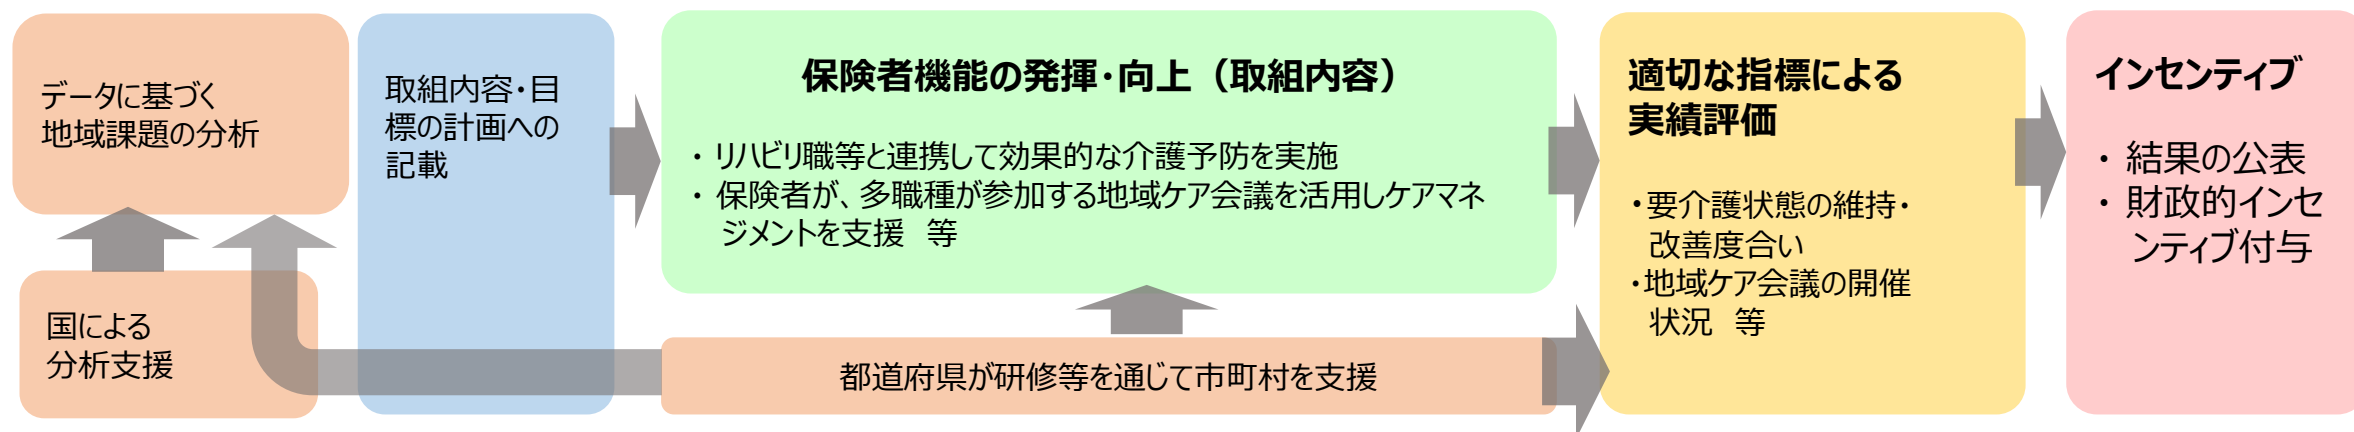 データに基づく
地域課題の分析
国による
分析支援
取組内容・目
標の計画への
記載
保険者機能の発揮・向上（取組内容）
・ リハビリ職等と連携して効果的な介護予防を実施
・ 保険者が、多職種が参加する地域ケア会議を活用しケアマネ
ジメントを支援　等
都道府県が研修等を通じて市町村を支援
適切な指標による
実績評価
・要介護状態の維持・
改善度合い
・地域ケア会議の開催
状況　等
インセンティブ
・ 結果の公表
・ 財政的インセ
ンティブ付与